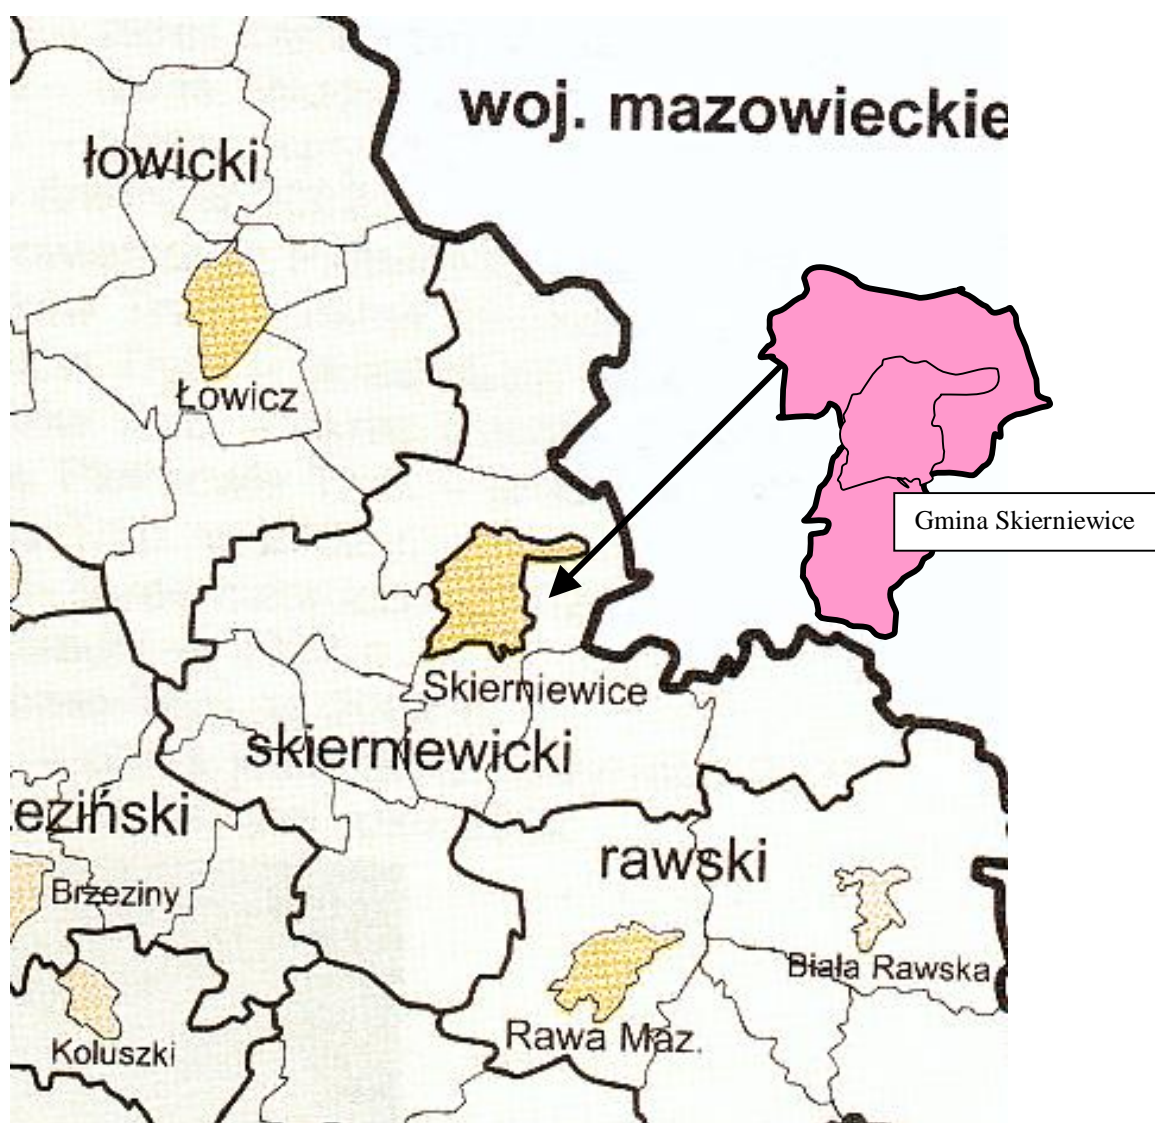 woj. mazowieckie
łowicki
Łowicz
Gmina Skierniewice
Skierniewice
skierniewicki
eziński
rawski
Brzeziny
Biała Rawska
Rawa Maz.
Koluszki